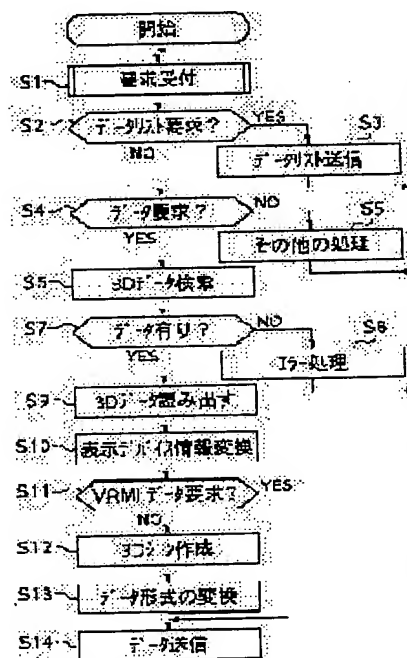 開始
S1 要求受付
S2 データリスト要求? YES
NO
S3
データリスト送信
S4 データ要求? NO
YES
S5
その他の処理
S6 3Dデータ検索
S7 データ有り? NO
YES
S8
エラー処理
S9 3Dデータ読み出す
S10 表示デバイス情報変換
S11 VRMLデータ要求? YES
NO
S12 作成
S13 データ形式の変換
S14 データ送信